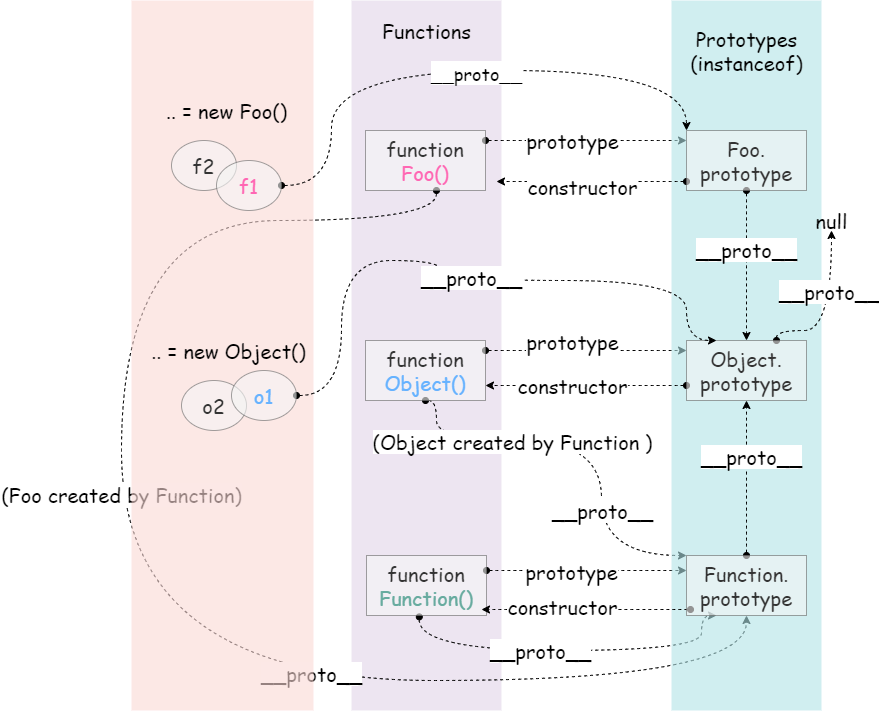 Functions
Prototypes
(instanceof)
__proto__
.. = new Foo()
f2
f1
function
Foo()
prototype
constructor
Foo.
prototype
null
__proto__
__proto__
__proto__
.. = new Object()
o2
o1
function
Object()
prototype
constructor
Object.
prototype
(Object created by Function )
__proto__
(Foo created by Function)
__proto__
function
Function()
prototype
constructor
Function.
prototype
__proto__
__proto__